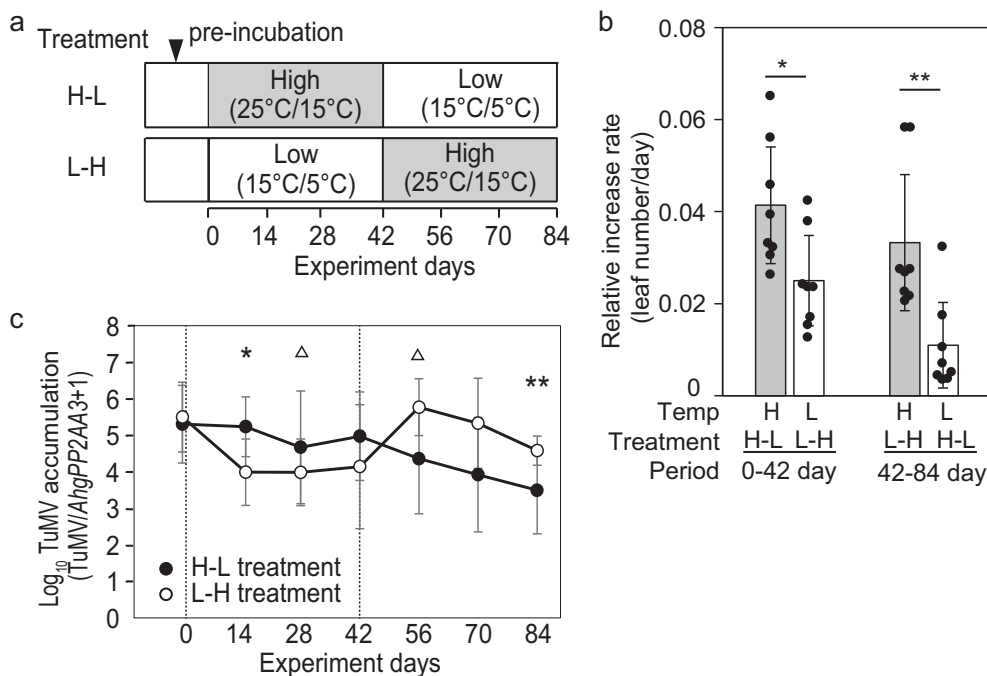 a
Treatment
pre-incubation
H-L
High
(25°C/15°C)
Low
(15°C/5°C)
L-H
Low
(15°C/5°C)
High
(25°C/15°C)
0 14 28 42 56 70 84
Experiment days
b
Relative increase rate
(leaf number/day)
0.08
0.06
0.04
0.02
0
*
**
Temp H L H L
Treatment H-L L-H L-H H-L
Period 0-42 day 42-84 day
c
Log10 TuMV accumulation
(TuMV/AhgPP2AA3+1)
8
7
6
5
4
3
2
1
0
*
△
△
**
H-L treatment
L-H treatment
0 14 28 42 56 70 84
Experiment days